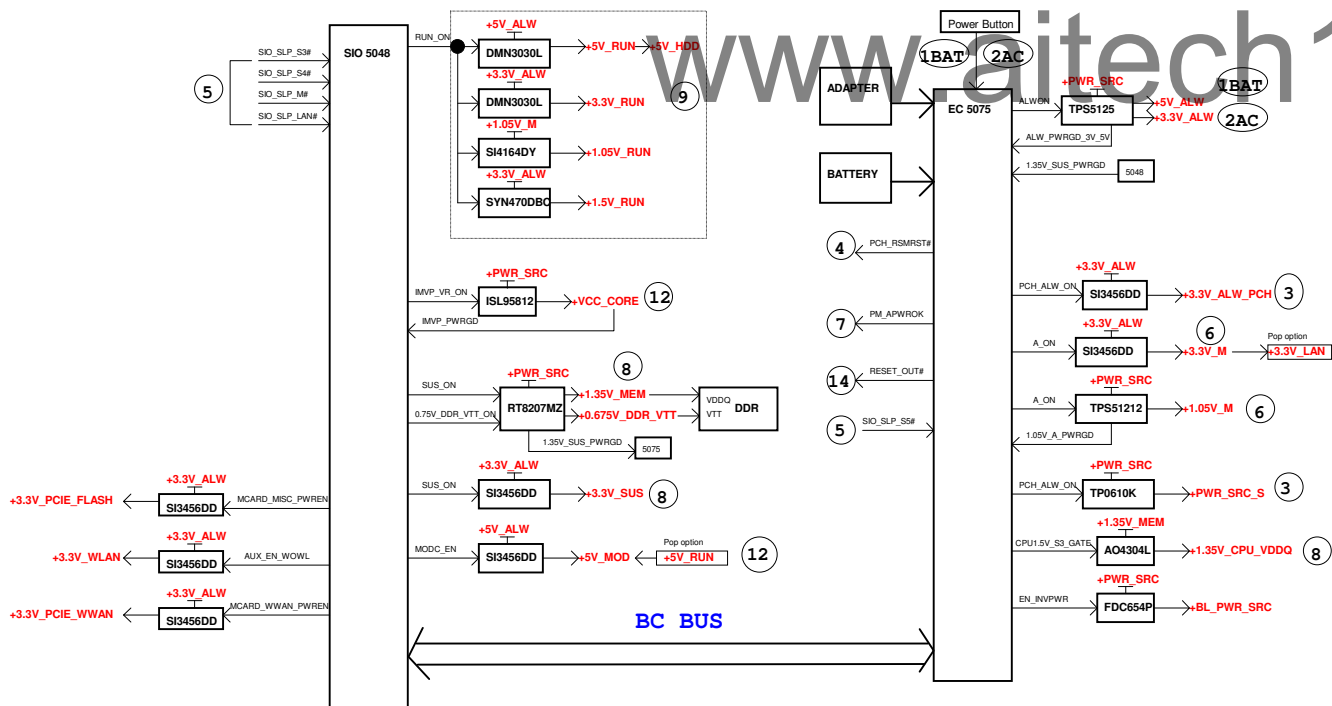 www.aitech1
SIO 5048
SIO_SLP_S3#
SIO_SLP_S4#
SIO_SLP_M#
SIO_SLP_LAN#
5
RUN_ON
+5V_ALW
DMN3030L
+5V_RUN
+5V_HDD
+3.3V_ALW
DMN3030L
+3.3V_RUN
9
+1.05V_M
SI4164DY
+1.05V_RUN
+3.3V_ALW
SYN470DBC
+1.5V_RUN
+PWR_SRC
IMVP_VR_ON
ISL95812
+VCC_CORE
12
IMVP_PWRGD
+PWR_SRC
8
SUS_ON
RT8207MZ
+1.35V_MEM
VDDQ
DDR
0.75V_DDR_VTT_ON
+0.675V_DDR_VTT
VTT
1.35V_SUS_PWRGD
5075
+3.3V_ALW
SUS_ON
SI3456DD
+3.3V_SUS
8
+5V_ALW
MODC_EN
SI3456DD
+5V_MOD
Pop option
+5V_RUN
12
+3.3V_ALW
+3.3V_PCIE_FLASH
SI3456DD
MCARD_MISC_PWREN
+3.3V_ALW
+3.3V_WLAN
SI3456DD
AUX_EN_WOWL
+3.3V_ALW
+3.3V_PCIE_WWAN
SI3456DD
MCARD_WWAN_PWREN
BC BUS
Power Button
1BAT
2AC
ADAPTER
BATTERY
EC 5075
ALWON
+PWR_SRC
TPS5125
+5V_ALW
+3.3V_ALW
1BAT
2AC
ALW_PWRGD_3V_5V
1.35V_SUS_PWRGD
5048
4
PCH_RSMRST#
7
PM_APWROK
14
RESET_OUT#
5
SIO_SLP_S5#
+3.3V_ALW
PCH_ALW_ON
SI3456DD
+3.3V_ALW_PCH
3
+3.3V_ALW
6
A_ON
SI3456DD
+3.3V_M
Pop option
+3.3V_LAN
+PWR_SRC
A_ON
TPS51212
+1.05V_M
6
1.05V_A_PWRGD
+PWR_SRC
PCH_ALW_ON
TP0610K
+PWR_SRC_S
3
+1.35V_MEM
CPU1.5V_S3_GATE
AO4304L
+1.35V_CPU_VDDQ
8
+PWR_SRC
EN_INVPWR
FDC654P
+BL_PWR_SRC